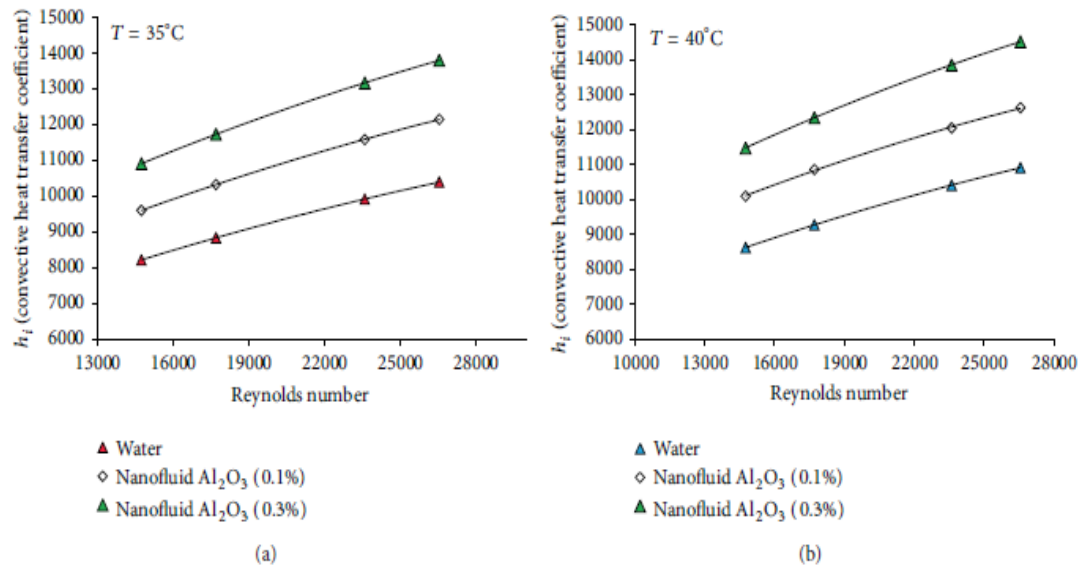 T = 35°C
h_i (convective heat transfer coefficient)
15000
14000
13000
12000
11000
10000
9000
8000
7000
6000
13000 16000 19000 22000 25000 28000
Reynolds number
Water
Nanofluid Al₂O₃ (0.1%)
Nanofluid Al₂O₃ (0.3%)
(a)
T = 40°C
h_i (convective heat transfer coefficient)
15000
14000
13000
12000
11000
10000
9000
8000
7000
6000
10000 13000 16000 19000 22000 25000 28000
Reynolds number
Water
Nanofluid Al₂O₃ (0.1%)
Nanofluid Al₂O₃ (0.3%)
(b)